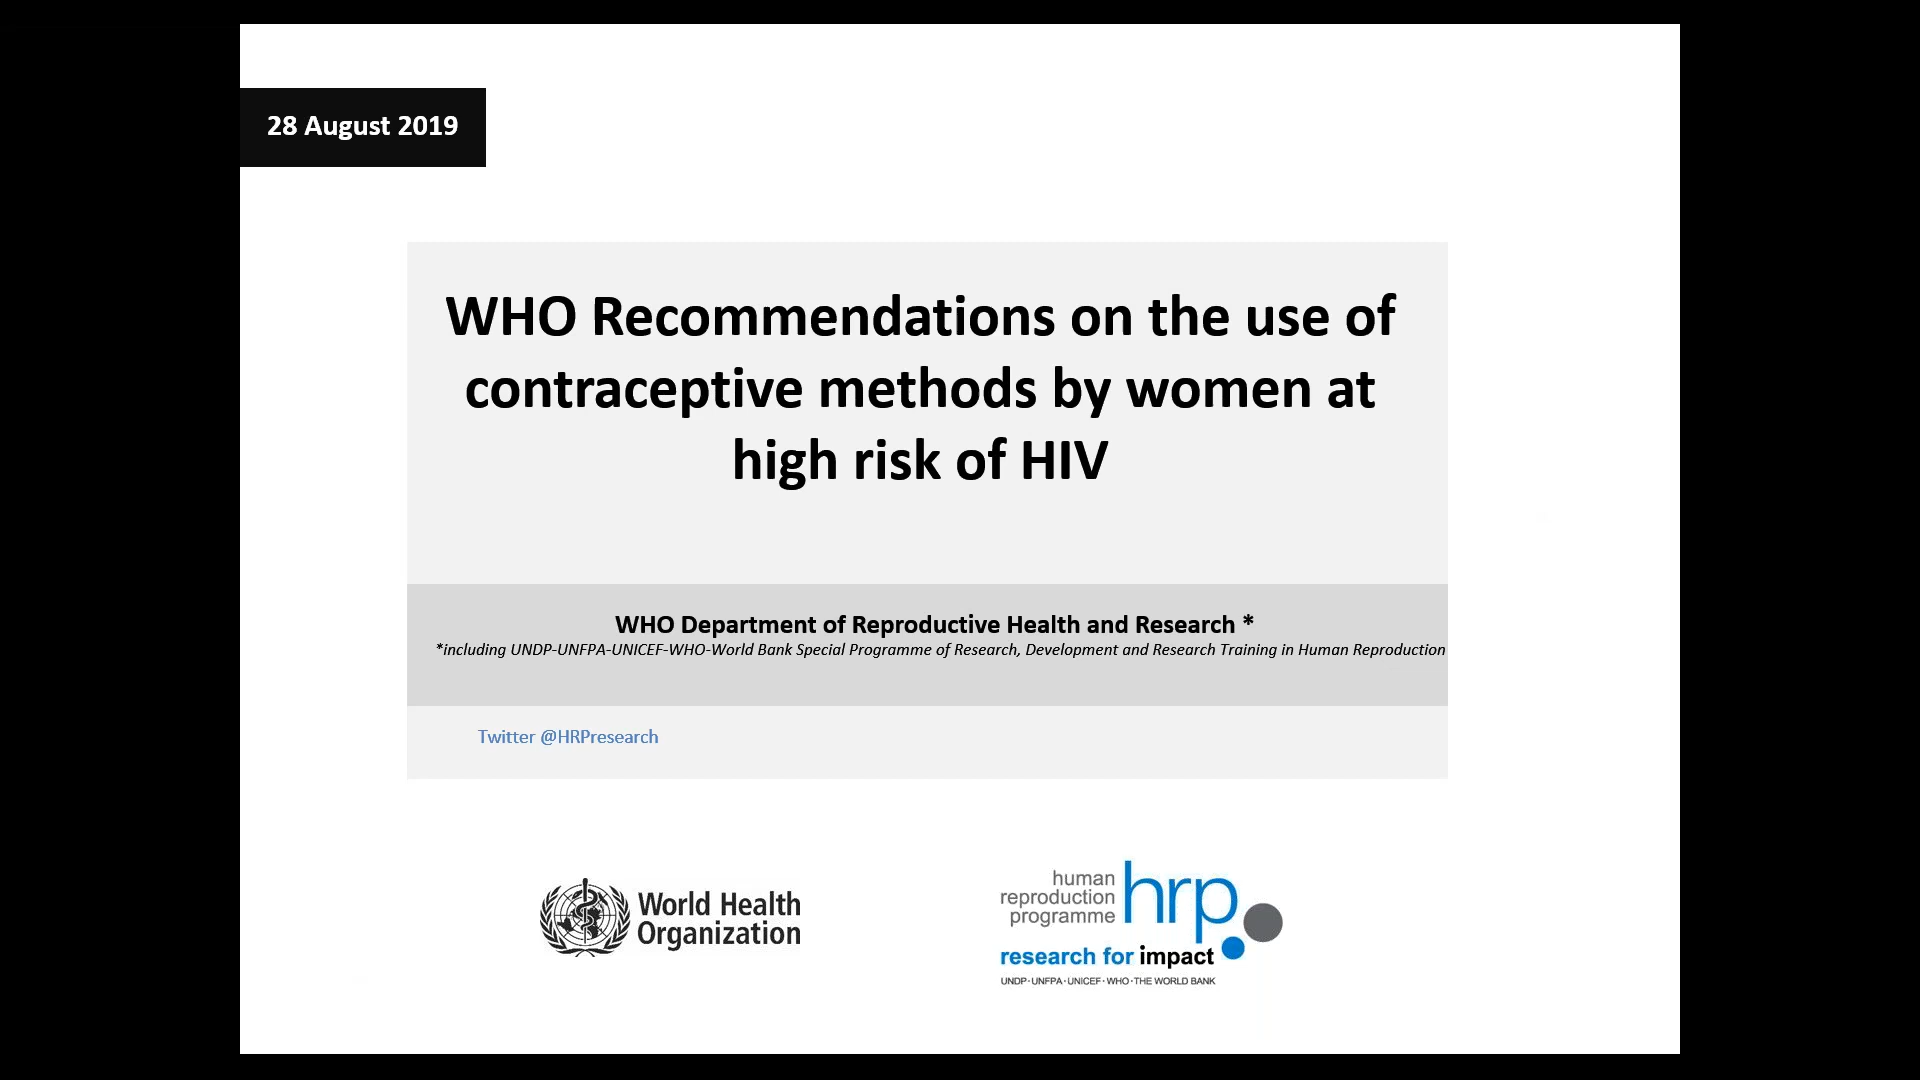 28 August 2019
WHO Recommendations on the use of
contraceptive methods by women at
high risk of HIV
WHO Department of Reproductive Health and Research *
*including UNDP-UNFPA-UNICEF-WHO-World Bank Special Programme of Research, Development and Research Training in Human Reproduction
Twitter @HRPresearch
World Health
Organization
human
reproduction
programme
hrp
research for impact
UNDP·UNFPA·UNICEF·WHO·THE WORLD BANK